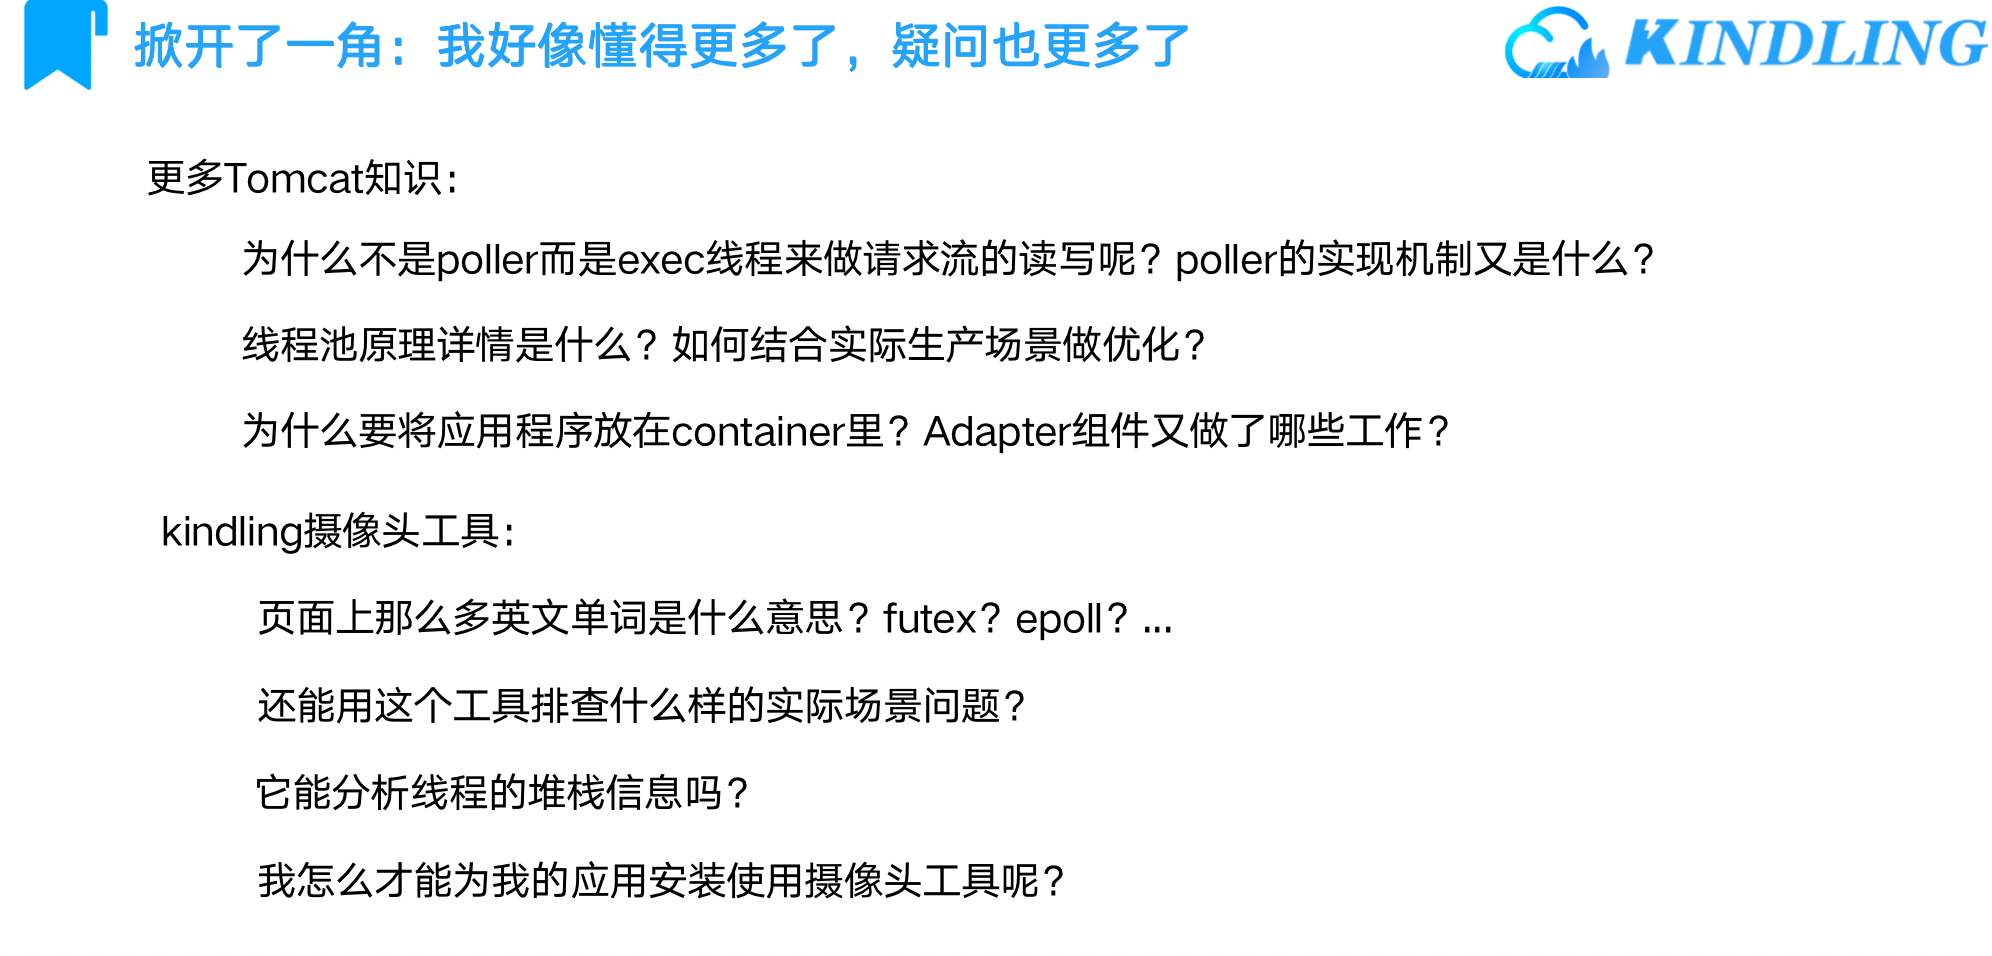 掀开了一角：我好像懂得更多了，疑问也更多了
KINDLING
更多Tomcat知识：
为什么不是poller而是exec线程来做请求流的读写呢？poller的实现机制又是什么？
线程池原理详情是什么？如何结合实际生产场景做优化？
为什么要将应用程序放在container里？Adapter组件又做了哪些工作？
kindling摄像头工具：
页面上那么多英文单词是什么意思？futex？epoll？...
还能用这个工具排查什么样的实际场景问题？
它能分析线程的堆栈信息吗？
我怎么才能为我的应用安装使用摄像头工具呢？